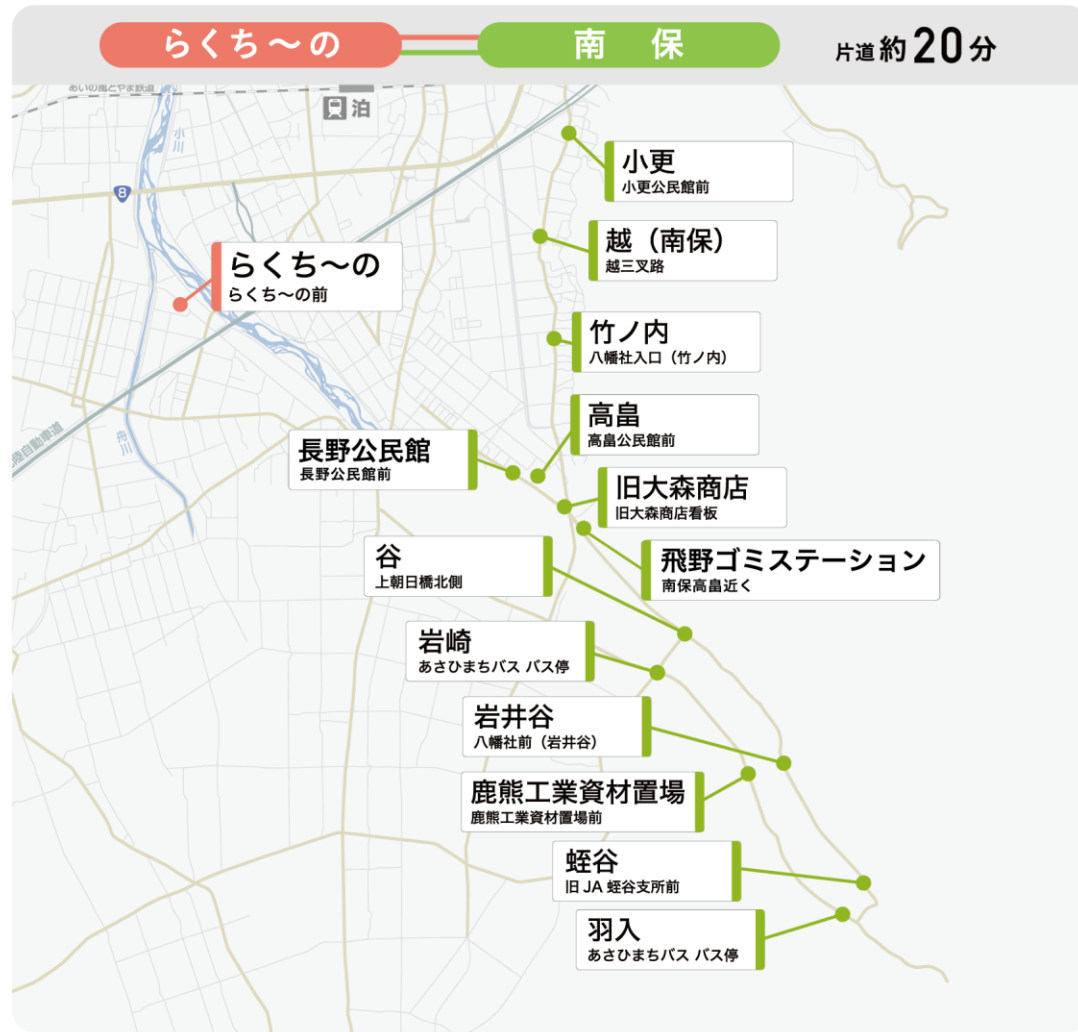 らくち〜の
南保
片道約20分
あいの風とやま鉄道
泊
小川
8
小更
小更公民館前
越（南保）
越三叉路
らくち〜の
らくち〜の前
竹ノ内
八幡社入口（竹ノ内）
高畠
高畠公民館前
陸自動車道
舟川
長野公民館
長野公民館前
旧大森商店
旧大森商店看板
谷
上朝日橋北側
飛野ゴミステーション
南保高畠近く
岩崎
あさひまちバス バス停
岩井谷
八幡社前（岩井谷）
鹿熊工業資材置場
鹿熊工業資材置場前
蛭谷
旧JA蛭谷支所前
羽入
あさひまちバス バス停